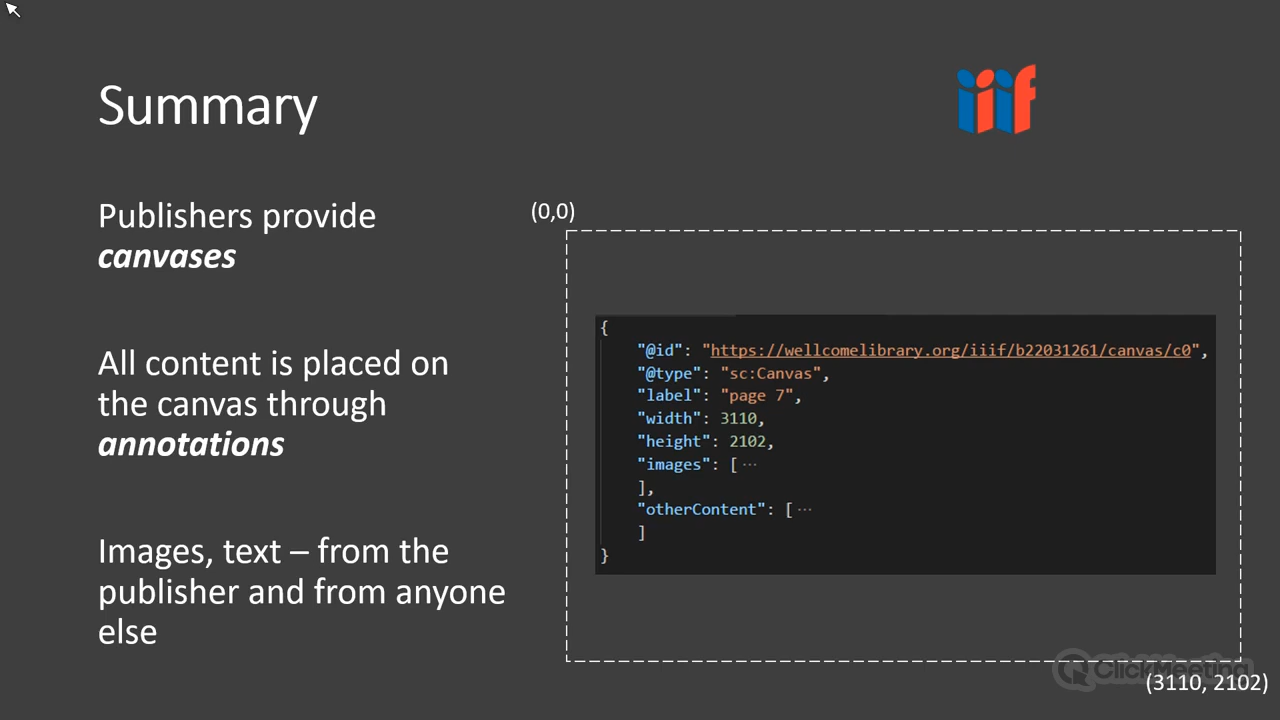 Summary
iiif
Publishers provide
canvases
All content is placed on
the canvas through
annotations
Images, text – from the
publisher and from anyone
else
(0,0)
{
"@id": "https://wellcomelibrary.org/iiif/b22031261/canvas/c0",
"@type": "sc:Canvas",
"label": "page 7",
"width": 3110,
"height": 2102,
"images": [ ···
],
"otherContent": [ ···
]
}
ClickMeeting
(3110, 2102)